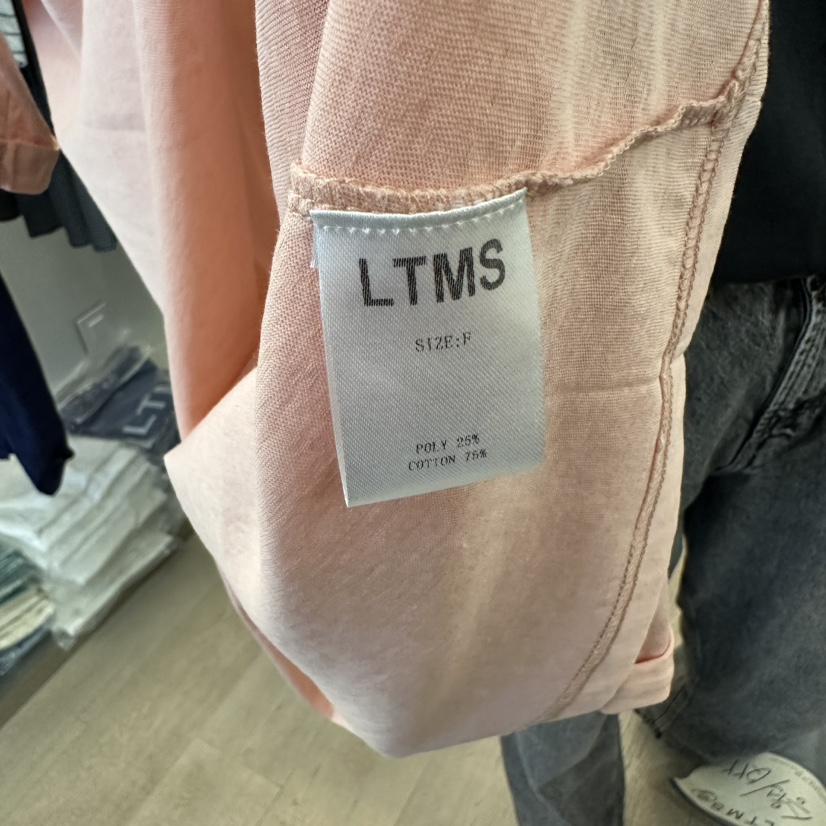 LTMS
SIZE:F
POLY 25%
COTTON 75%